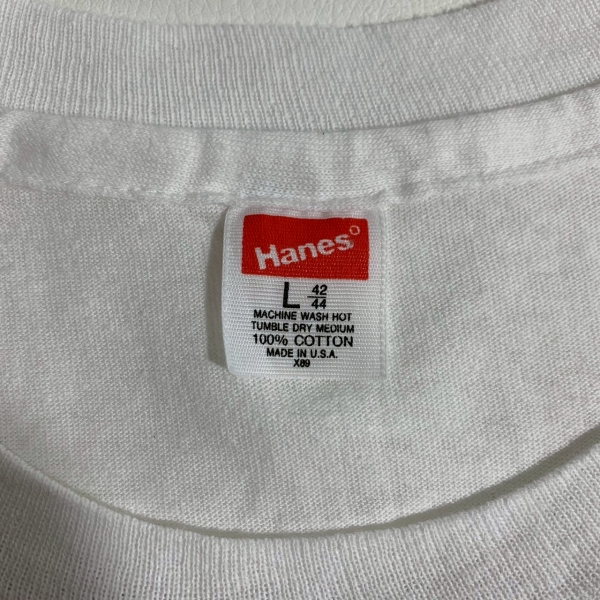 Hanes
L 42/44
MACHINE WASH HOT
TUMBLE DRY MEDIUM
100% COTTON
MADE IN U.S.A.
X89